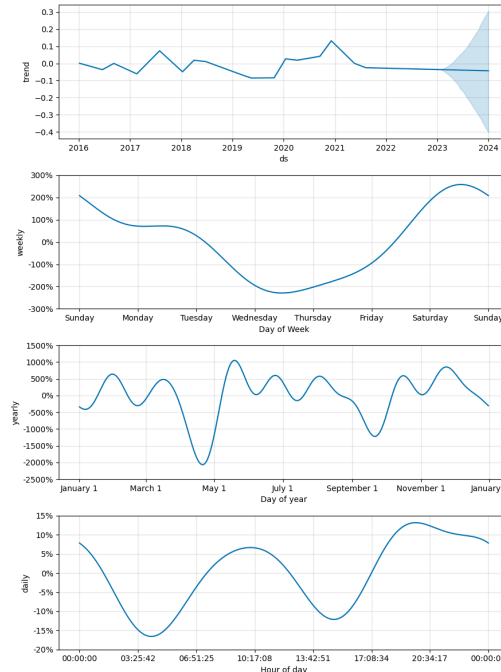 0.3
0.2
0.1
0.0
−0.1
−0.2
−0.3
−0.4
trend
2016 2017 2018 2019 2020 2021 2022 2023 2024
ds
300%
200%
100%
0%
−100%
−200%
−300%
weekly
Sunday Monday Tuesday Wednesday Thursday Friday Saturday Sunday
Day of Week
1500%
1000%
500%
0%
−500%
−1000%
−1500%
−2000%
−2500%
yearly
January 1 March 1 May 1 July 1 September 1 November 1 January
Day of year
15%
10%
5%
0%
−5%
−10%
−15%
−20%
daily
00:00:00 03:25:42 06:51:25 10:17:08 13:42:51 17:08:34 20:34:17 00:00:0
Hour of day